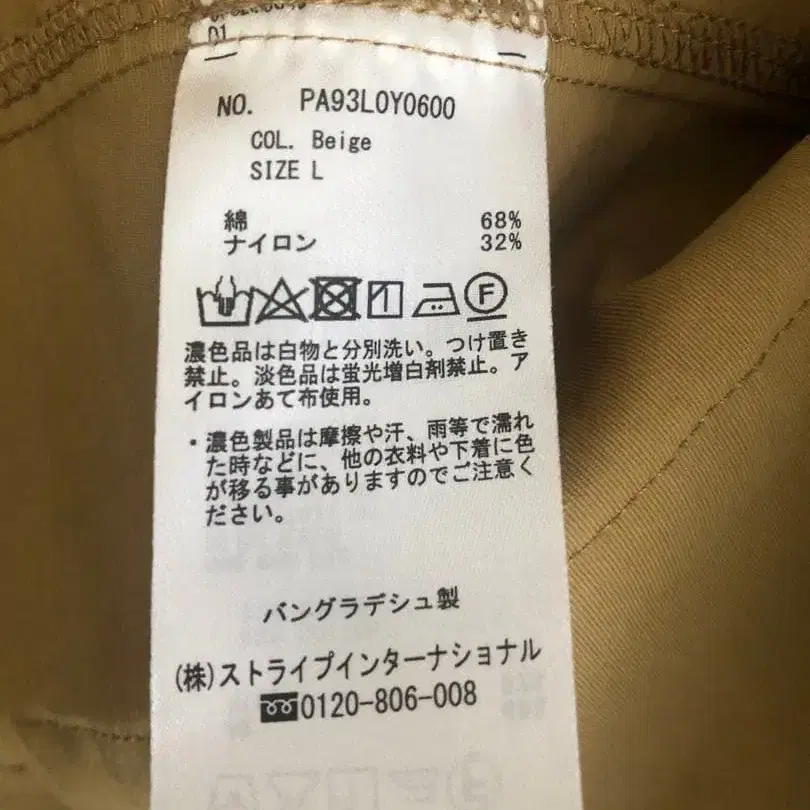 D1
NO. PA93L0Y0600
COL. Beige
SIZE L
綿 68%
ナイロン 32%
F
濃色品は白物と分別洗い。つけ置き
禁止。淡色品は蛍光増白剤禁止。ア
イロンあて布使用。
・濃色製品は摩擦や汗、雨等で濡れ
た時などに、他の衣料や下着に色
が移る事がありますのでご注意く
ださい。
バングラデシュ製
(株)ストライプインターナショナル
0120-806-008